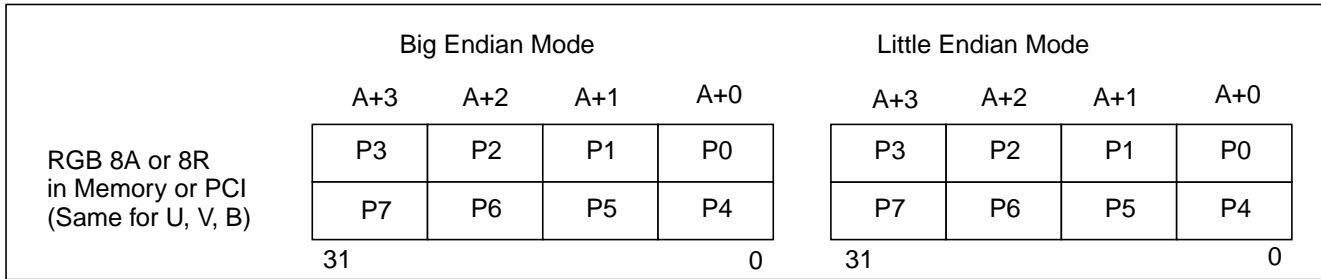 Big Endian Mode Little Endian Mode
A+3 A+2 A+1 A+0 A+3 A+2 A+1 A+0
RGB 8A or 8R
in Memory or PCI
(Same for U, V, B)
P3 P2 P1 P0 P3 P2 P1 P0
P7 P6 P5 P4 P7 P6 P5 P4
31 0 31 0